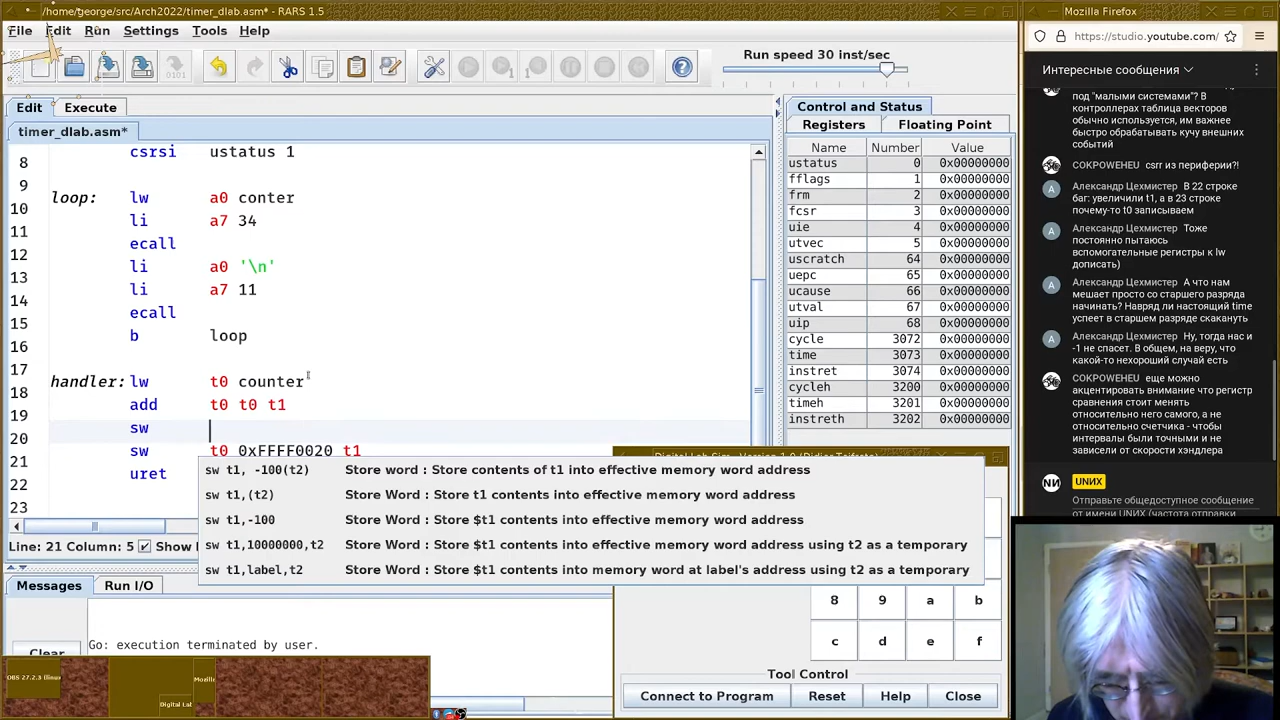 /home/george/src/Arch2022/timer_dlab.asm* - RARS 1.5
File Edit Run Settings Tools Help
Run speed 30 inst/sec
Edit Execute
timer_dlab.asm*
8 csrsi ustatus 1
9
10 loop: lw a0 conter
11 li a7 34
12 ecall
13 li a0 '\n'
14 li a7 11
15 ecall
16 b loop
17
18 handler: lw t0 counter
19 add t0 t0 t1
20 sw
21 sw t0 0xFFFF0020 t1
22 uret
23
sw t1, -100(t2) Store word : Store contents of t1 into effective memory word address
sw t1,(t2) Store Word : Store t1 contents into effective memory word address
sw t1,-100 Store Word : Store $t1 contents into effective memory word address
sw t1,10000000,t2 Store Word : Store $t1 contents into effective memory word address using t2 as a temporary
sw t1,label,t2 Store Word : Store $t1 contents into memory word at label's address using t2 as a temporary
Line: 21 Column: 5
Messages Run I/O
Go: execution terminated by user.
Clear
Control and Status
Registers Floating Point
Name Number Value
ustatus 0 0x00000000
fflags 1 0x00000000
frm 2 0x00000000
fcsr 3 0x00000000
uie 4 0x00000000
utvec 5 0x00000000
uscratch 64 0x00000000
uepc 65 0x00000000
ucause 66 0x00000000
utval 67 0x00000000
uip 68 0x00000000
cycle 3072 0x00000000
time 3073 0x00000000
instret 3074 0x00000000
cycleh 3200 0x00000000
timeh 3201 0x00000000
instreth 3202 0x00000000
8 9 a b
c d e f
Tool Control
Connect to Program Reset Help Close
OBS 27.2.3 (linux
Mozill
Digital Lat
Mozilla Firefox
https://studio.youtube.com/
Интересные сообщения
под "малыми системами"? В
контроллерах таблица векторов
обычно используется, им важнее
быстро обрабатывать кучу внешних
событий
COKPOWEHEU csrr из периферии?!
Александр Цехмистер В 22 строке
баг: увеличили t1, а в 23 строке
почему-то t0 записываем
Александр Цехмистер Тоже
постоянно пытаюсь
вспомогательные регистры к lw
дописать)
Александр Цехмистер А что нам
мешает просто со старшего разряда
начинать? Навряд ли настоящий time
успеет в старшем разряде скакануть
Александр Цехмистер Ну, тогда нас и
-1 не спасет. В общем, на веру, что
какой-то нехороший случай есть
COKPOWEHEU еще можно
акцентировать внимание что регистр
сравнения стоит менять
относительно него самого, а не
относительно счетчика - чтобы
интервалы были точными и не
зависели от скорости хэндлера
UNИX
Отправьте общедоступное сообщение
от имени UNИX (частота отправки